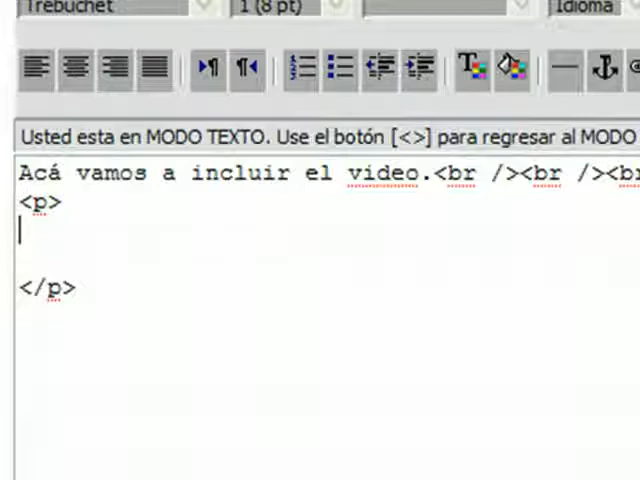 Trebuchet 1 (8 pt) Idioma
Usted esta en MODO TEXTO. Use el botón [<>] para regresar al MODO
Acá vamos a incluir el video.<br /><br /><br
<p>
</p>